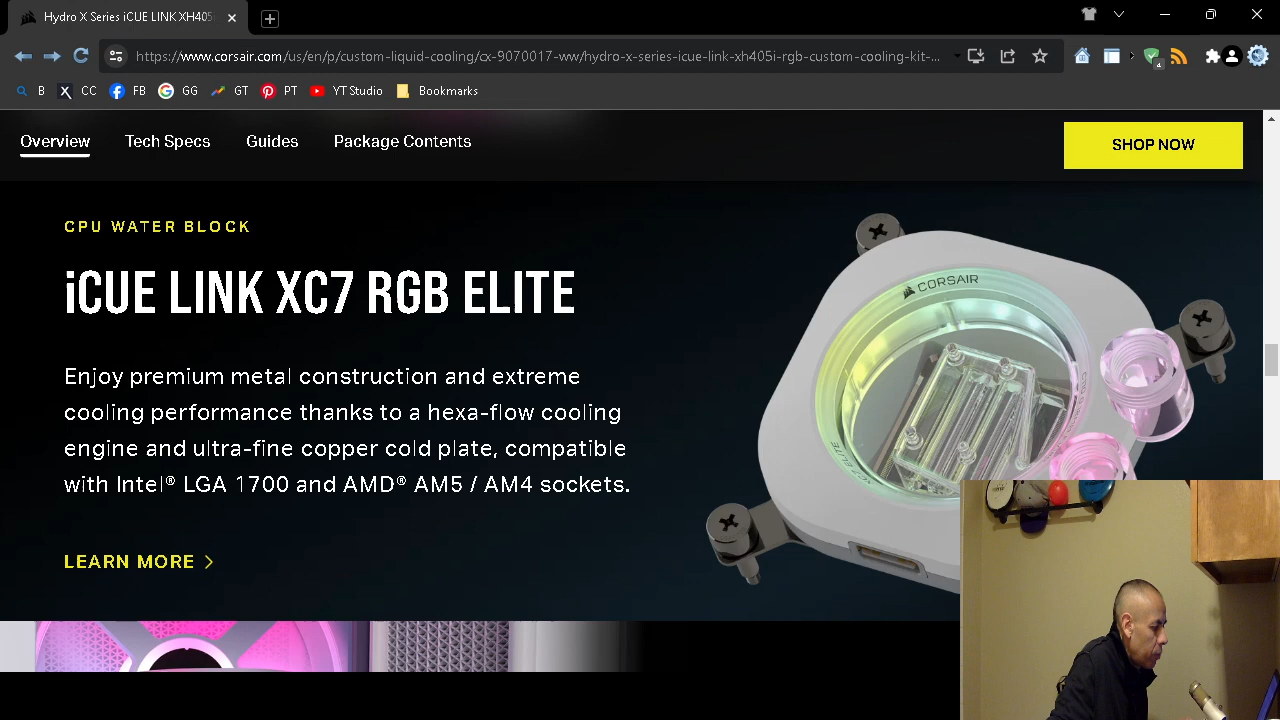 Hydro X Series iCUE LINK XH405i
https://www.corsair.com/us/en/p/custom-liquid-cooling/cx-9070017-ww/hydro-x-series-icue-link-xh405i-rgb-custom-cooling-kit-...
B CC FB GG GT PT YT Studio Bookmarks
Overview Tech Specs Guides Package Contents
SHOP NOW
CPU WATER BLOCK
iCUE LINK XC7 RGB ELITE
Enjoy premium metal construction and extreme
cooling performance thanks to a hexa-flow cooling
engine and ultra-fine copper cold plate, compatible
with Intel® LGA 1700 and AMD® AM5 / AM4 sockets.
LEARN MORE
CORSAIR